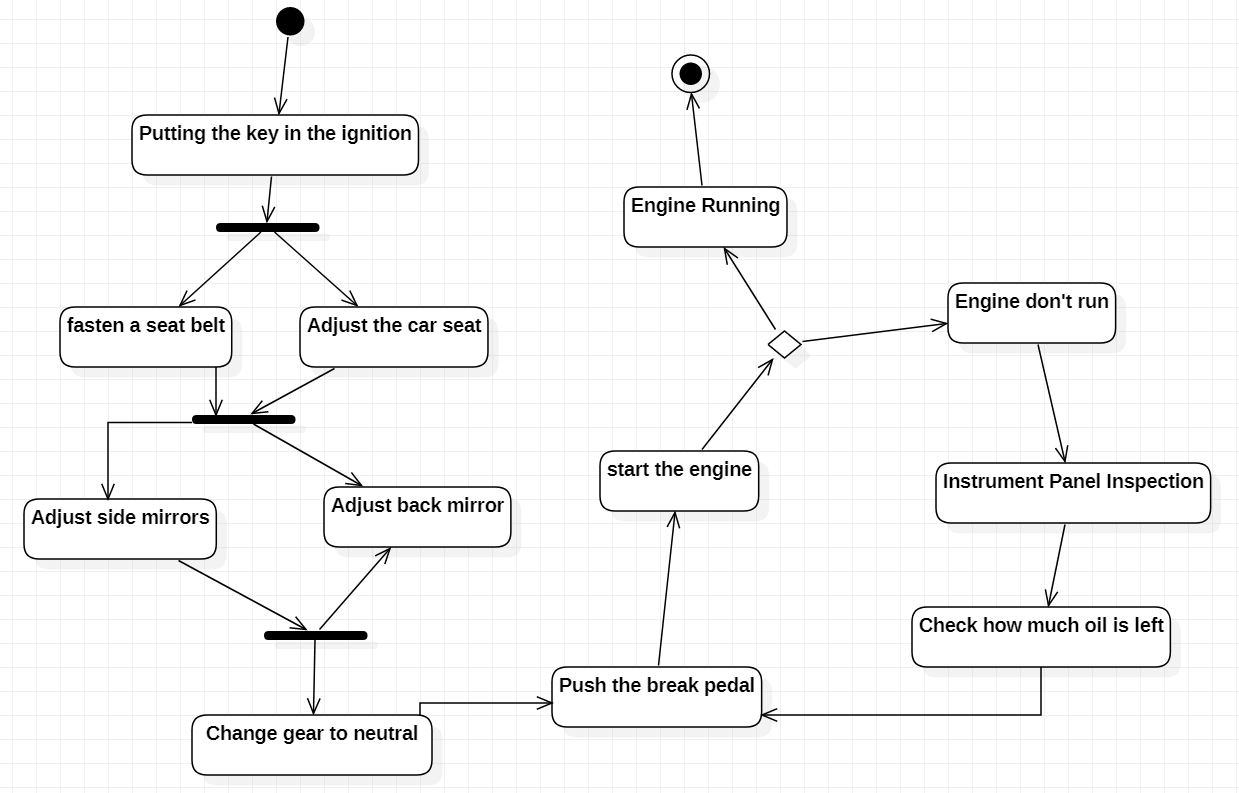 Putting the key in the ignition
fasten a seat belt
Adjust the car seat
Adjust side mirrors
Adjust back mirror
Change gear to neutral
Push the break pedal
start the engine
Engine Running
Engine don't run
Instrument Panel Inspection
Check how much oil is left